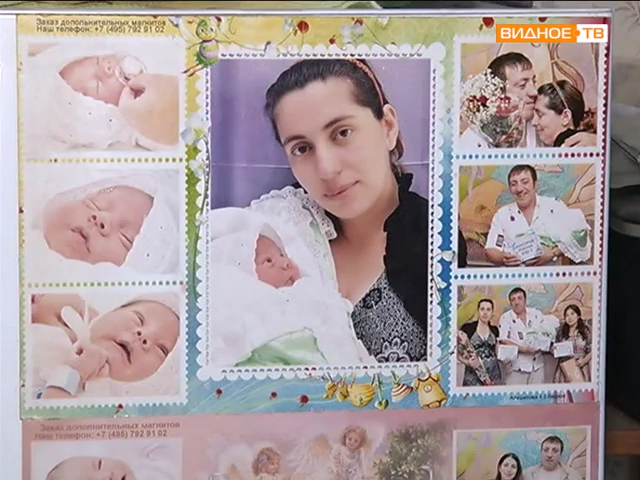 Заказ дополнительных магнитов
Наш телефон: +7 (495) 792 91 02
ВИДНОЕ ТВ
Заказ дополнительных магнитов
Наш телефон: +7 (495) 792 91 02